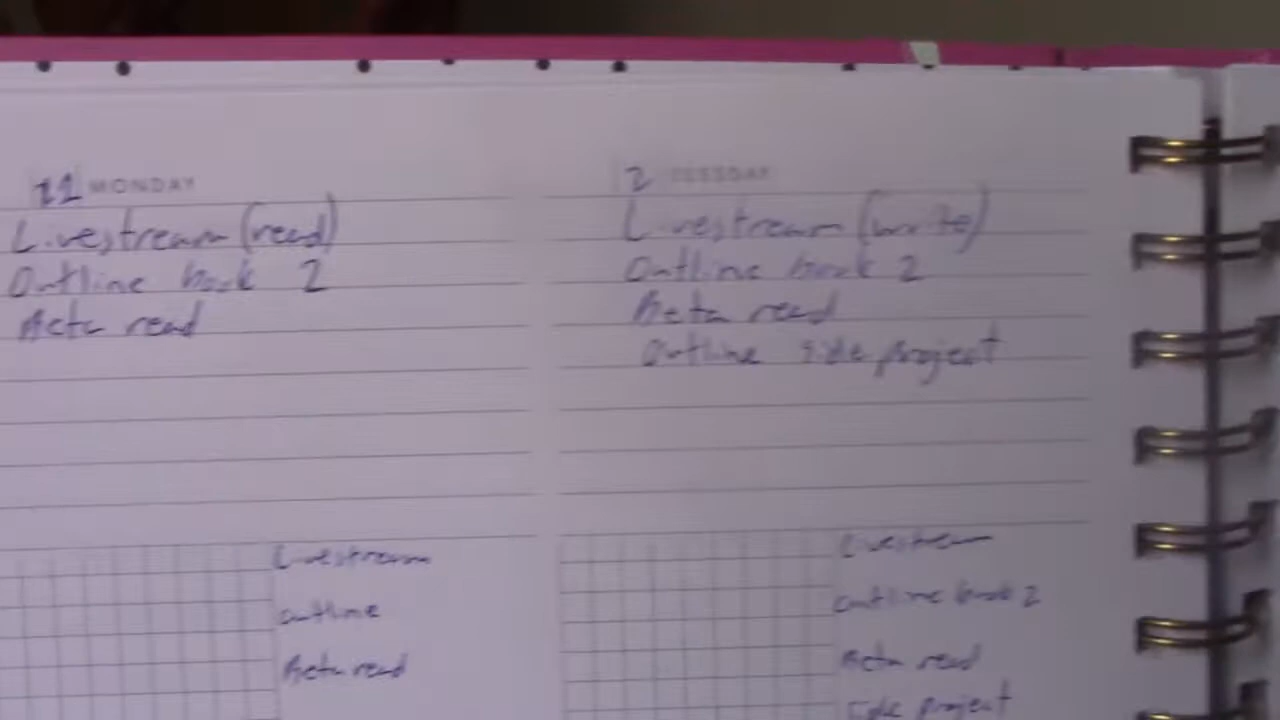 MONDAY
Livestream (read)
Outline book 2
Beta read
2 TUESDAY
Livestream (write)
Outline book 2
Beta read
Outline side project
Livestream
outline
Beta read
Livestream
outline book 2
Beta read
side project